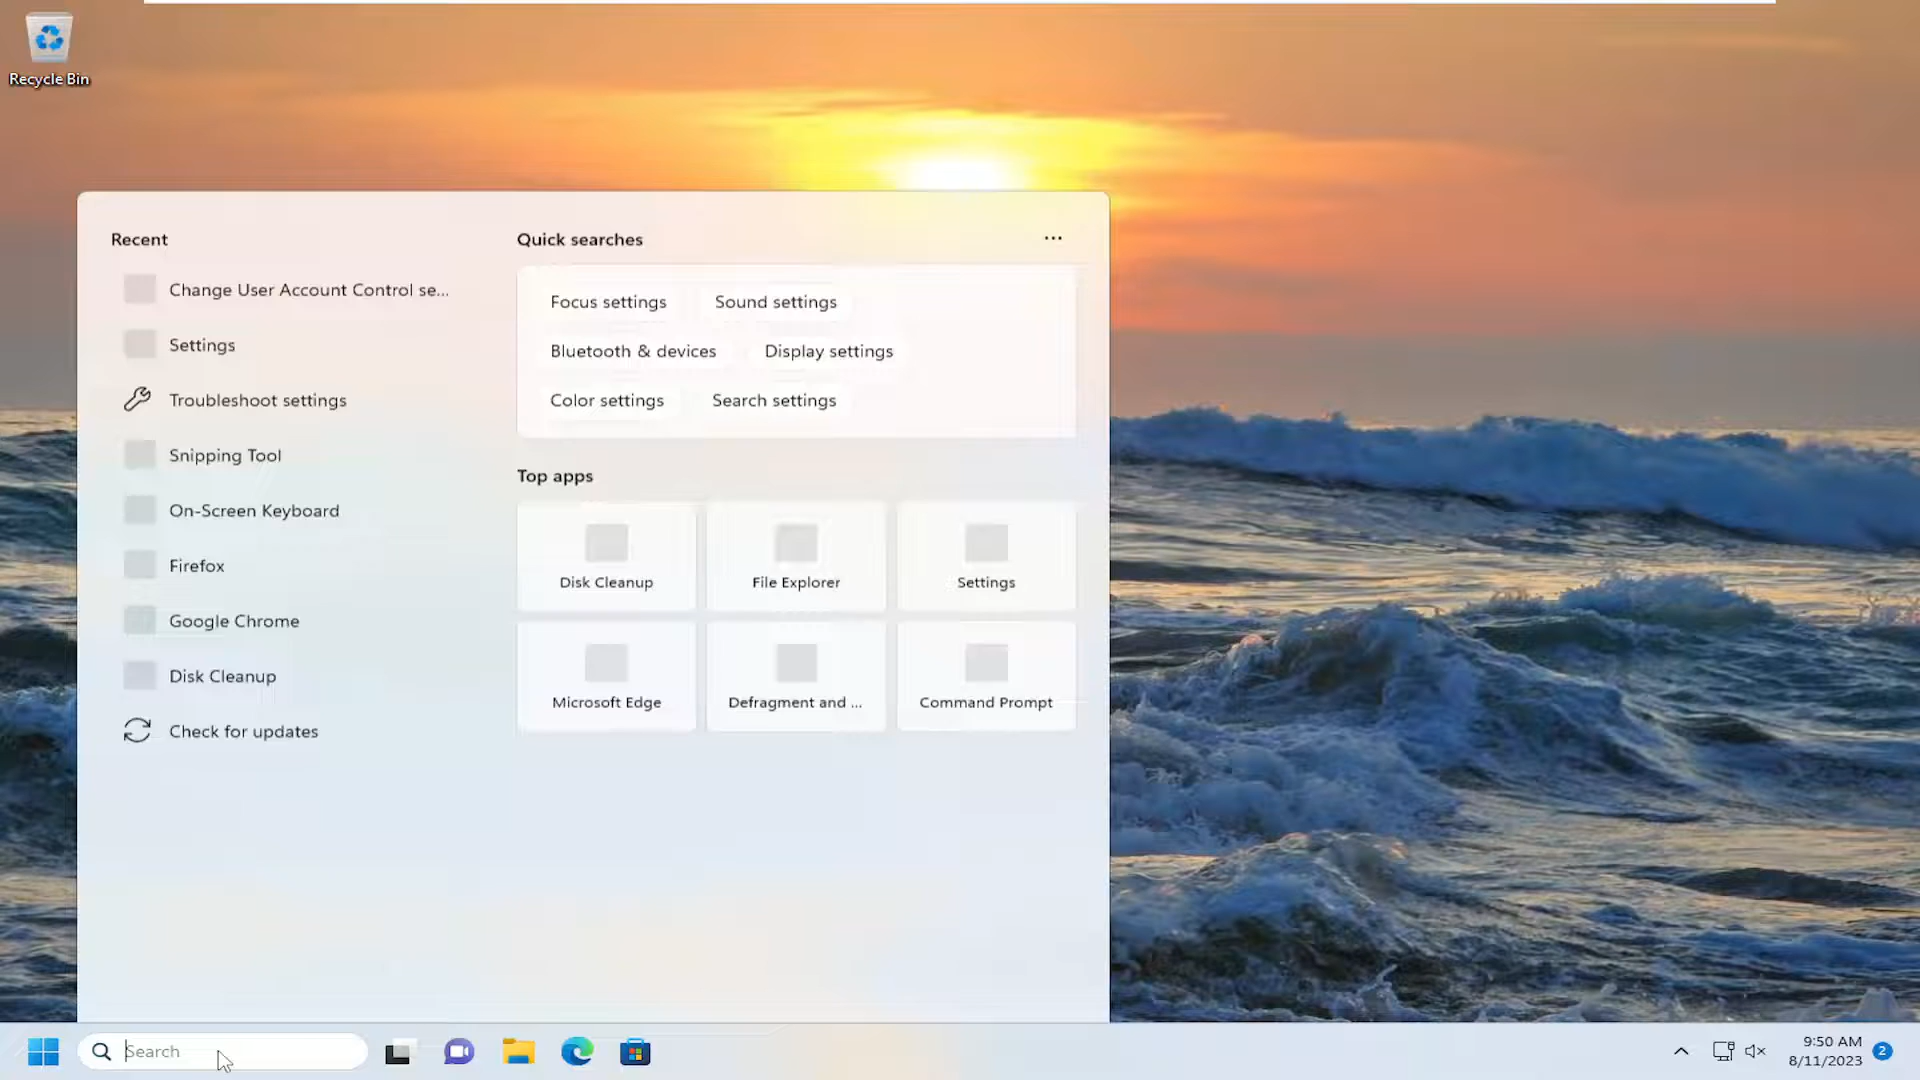 Recycle Bin
Recent
Change User Account Control se...
Settings
Troubleshoot settings
Snipping Tool
On-Screen Keyboard
Firefox
Google Chrome
Disk Cleanup
Check for updates
Quick searches
Focus settings Sound settings
Bluetooth & devices Display settings
Color settings Search settings
Top apps
Disk Cleanup File Explorer Settings
Microsoft Edge Defragment and ... Command Prompt
Search
9:50 AM
8/11/2023
2